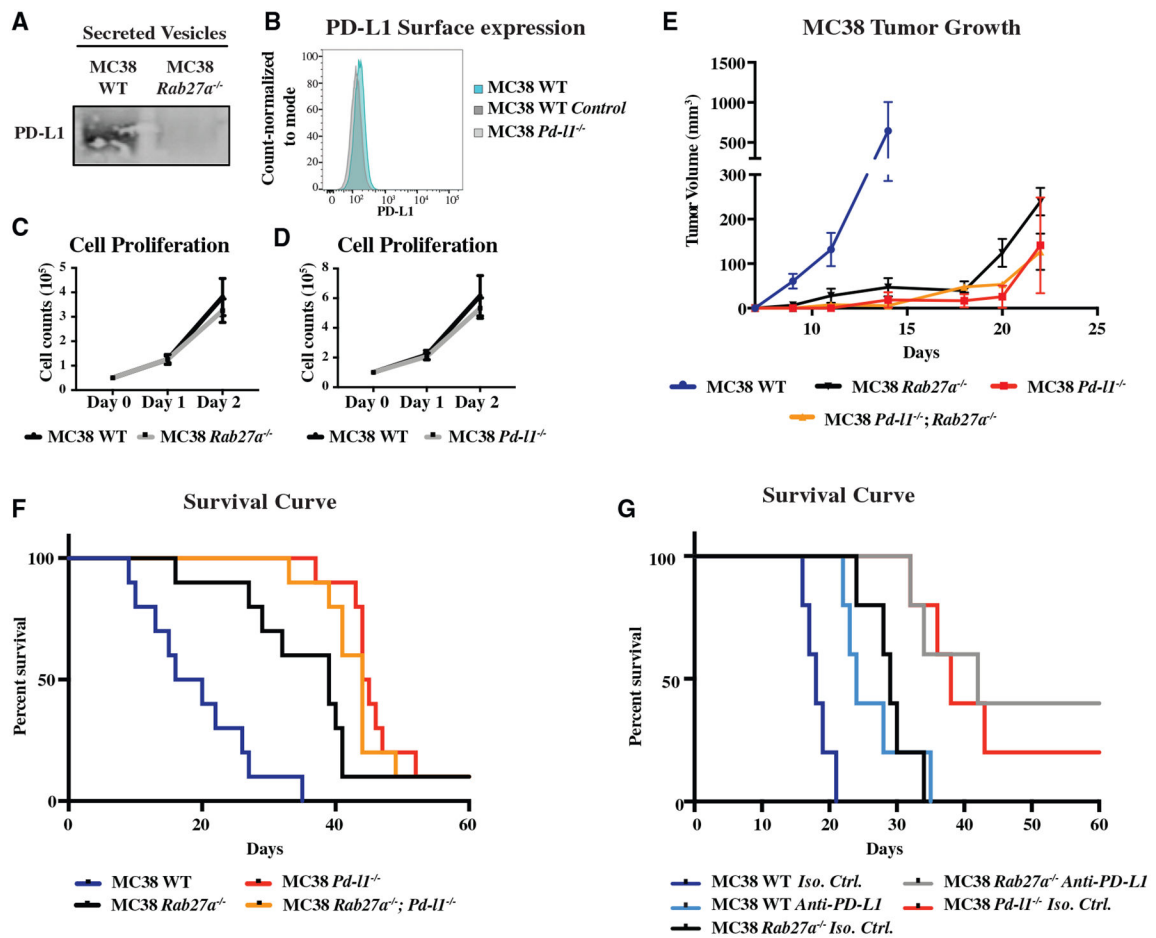 A
Secreted Vesicles
MC38 MC38
WT Rab27a-/-
PD-L1
B
PD-L1 Surface expression
Count-normalized
to mode
100
80
60
40
20
0
0 10² 10³ 10⁴ 10⁵
PD-L1
MC38 WT
MC38 WT Control
MC38 Pd-l1-/-
C
Cell Proliferation
Cell counts (10⁵)
5
4
3
2
1
0
Day 0 Day 1 Day 2
MC38 WT MC38 Rab27a-/-
D
Cell Proliferation
Cell counts (10⁵)
8
6
4
2
0
Day 0 Day 1 Day 2
MC38 WT MC38 Pd-l1-/-
E
MC38 Tumor Growth
Tumor Volume (mm³)
1500
1000
500
300
200
100
0
10 15 20 25
Days
MC38 WT MC38 Rab27a-/- MC38 Pd-l1-/-
MC38 Pd-l1-/-; Rab27a-/-
F
Survival Curve
Percent survival
100
50
0
0 20 40 60
Days
MC38 WT MC38 Pd-l1-/-
MC38 Rab27a-/- MC38 Rab27a-/-; Pd-l1-/-
G
Survival Curve
Percent survival
100
50
0
0 10 20 30 40 50 60
Days
MC38 WT Iso. Ctrl. MC38 Rab27a-/- Anti-PD-L1
MC38 WT Anti-PD-L1 MC38 Pd-l1-/- Iso. Ctrl.
MC38 Rab27a-/- Iso. Ctrl.